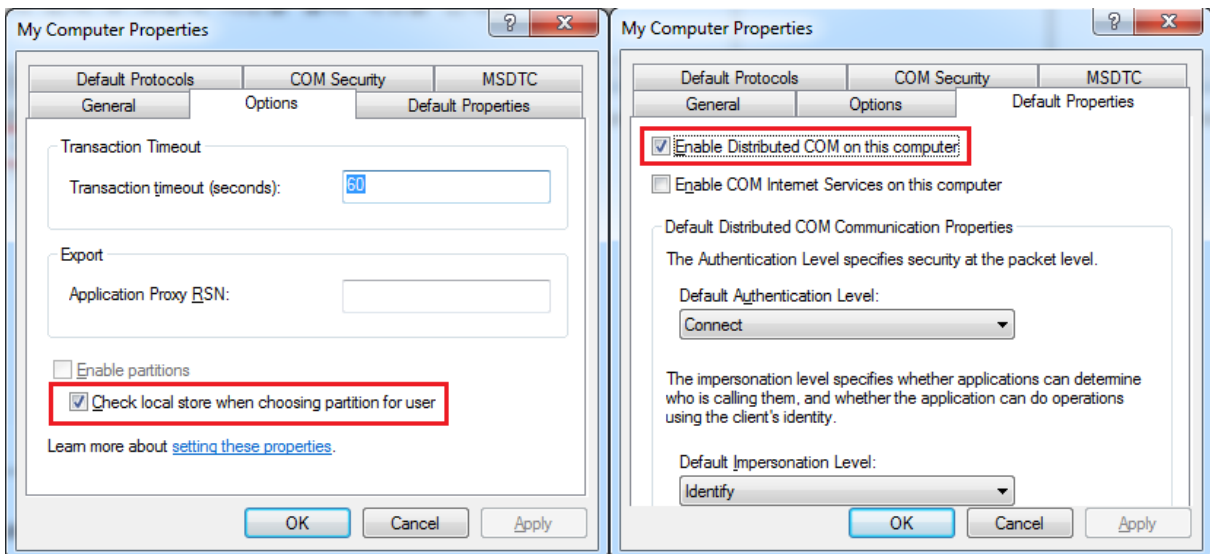 My Computer Properties
?
X
Default Protocols
COM Security
MSDTC
General
Options
Default Properties
Transaction Timeout
Transaction timeout (seconds):
60
Export
Application Proxy RSN:
Enable partitions
Check local store when choosing partition for user
Learn more about setting these properties.
OK
Cancel
Apply
My Computer Properties
?
X
Default Protocols
COM Security
MSDTC
General
Options
Default Properties
Enable Distributed COM on this computer
Enable COM Internet Services on this computer
Default Distributed COM Communication Properties
The Authentication Level specifies security at the packet level.
Default Authentication Level:
Connect
The impersonation level specifies whether applications can determine
who is calling them, and whether the application can do operations
using the client's identity.
Default Impersonation Level:
Identify
OK
Cancel
Apply